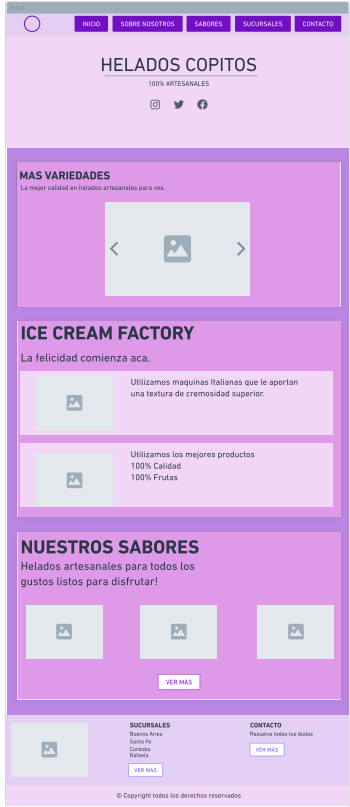 INICIO
SOBRE NOSOTROS
SABORES
SUCURSALES
CONTACTO
HELADOS COPITOS
100% ARTESANALES
MAS VARIEDADES
La mejor calidad en helados artesanales para vos.
ICE CREAM FACTORY
La felicidad comienza aca.
Utilizamos maquinas Italianas que le aportan
una textura de cremosidad superior.
Utilizamos los mejores productos
100% Calidad
100% Frutas
NUESTROS SABORES
Helados artesanales para todos los
gustos listos para disfrutar!
VER MÁS
SUCURSALES
Buenos Aires
Santa Fe
Cordoba
Rafaela
VER MÁS
CONTACTO
Resuelve todas tus dudas
VER MÁS
© Copyright todos los derechos reservados